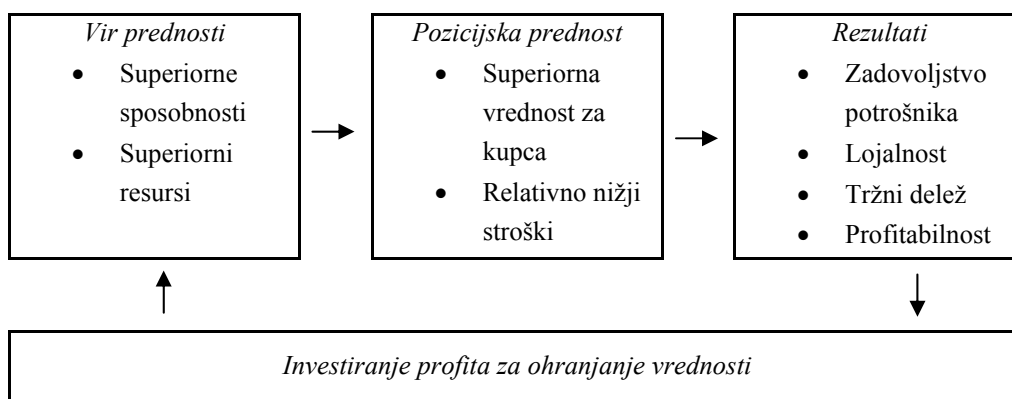 Vir prednosti
• Superiorne
sposobnosti
• Superiorni
resursi
Pozicijska prednost
• Superiorna
vrednost za
kupca
• Relativno nižji
stroški
Rezultati
• Zadovoljstvo
potrošnika
• Lojalnost
• Tržni delež
• Profitabilnost
Investiranje profita za ohranjanje vrednosti